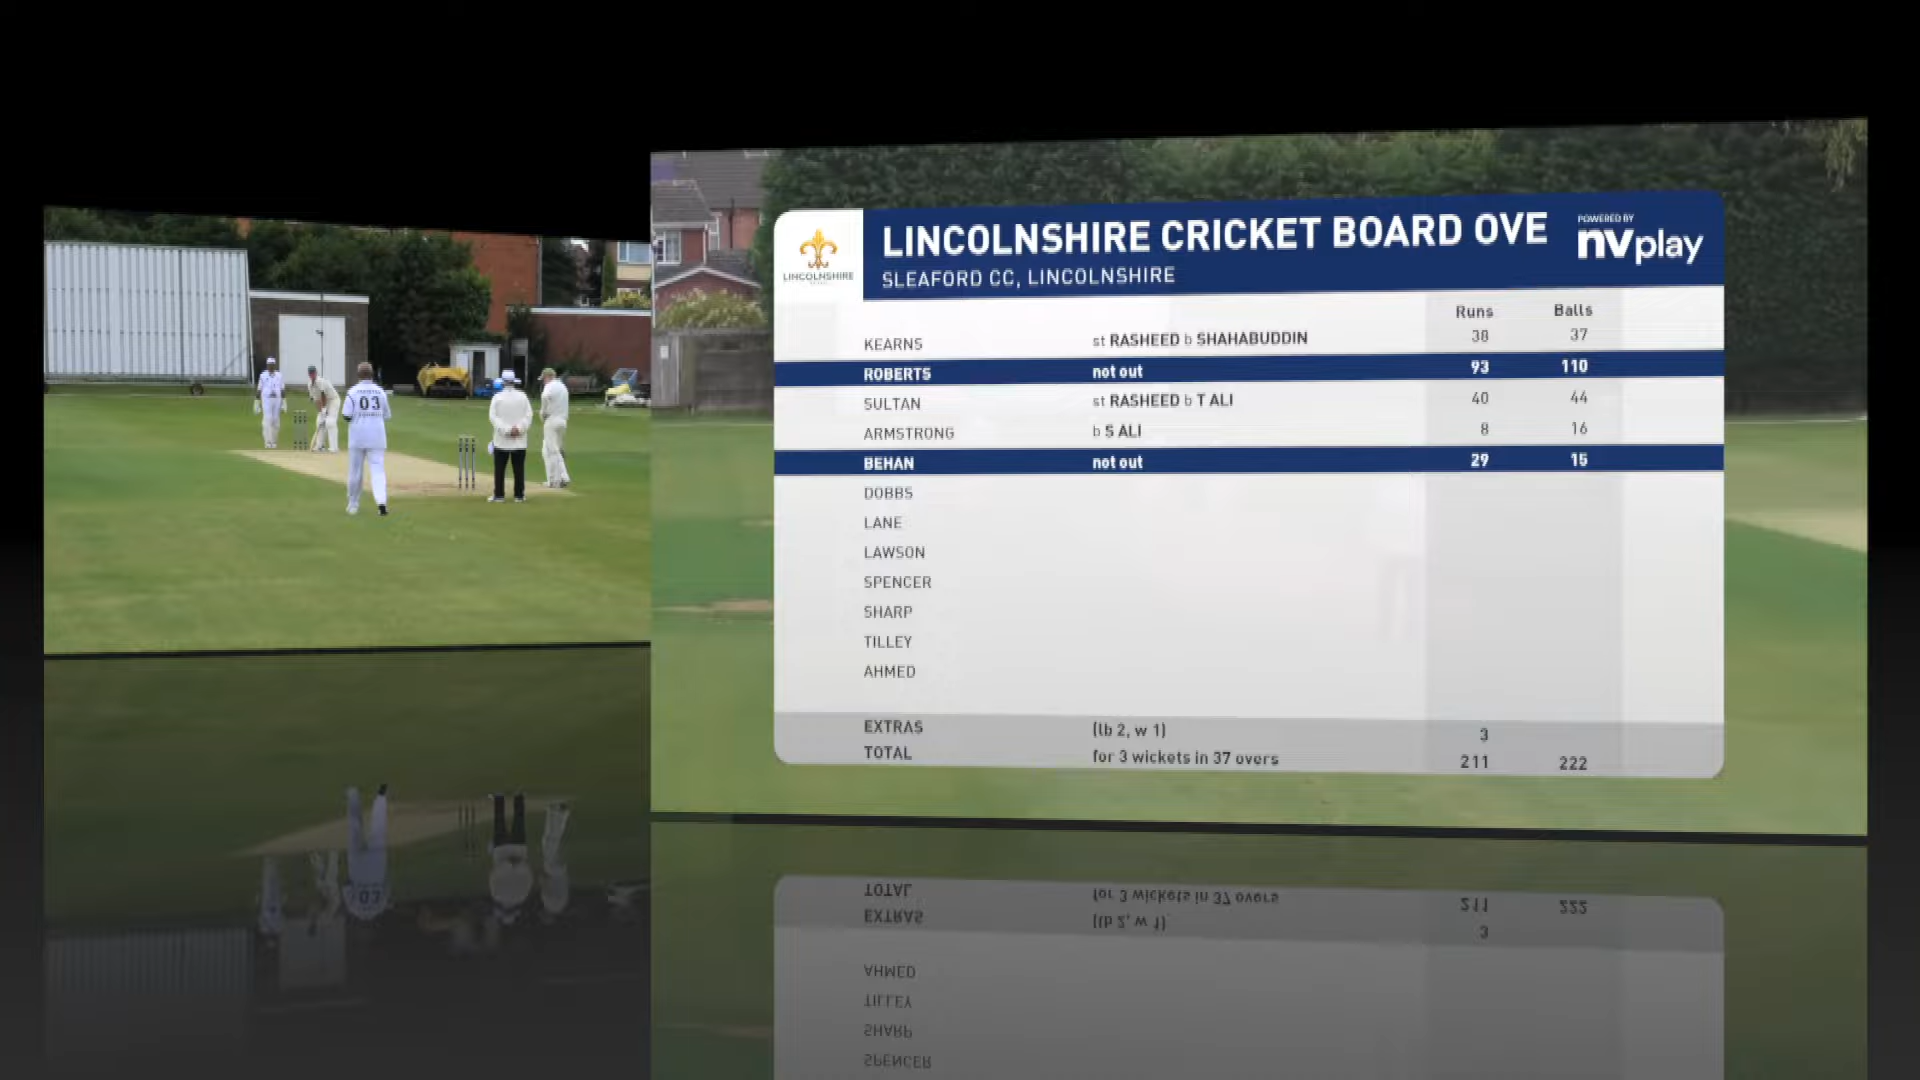 03
LINCOLNSHIRE
LINCOLNSHIRE CRICKET BOARD OVE
SLEAFORD CC, LINCOLNSHIRE
POWERED BY
nvplay
Runs Balls
KEARNS st RASHEED b SHAHABUDDIN 38 37
ROBERTS not out 93 110
SULTAN st RASHEED b T ALI 40 44
ARMSTRONG b S ALI 8 16
BEHAN not out 29 15
DOBBS
LANE
LAWSON
SPENCER
SHARP
TILLEY
AHMED
EXTRAS (lb 2, w 1) 3
TOTAL for 3 wickets in 37 overs 211 222